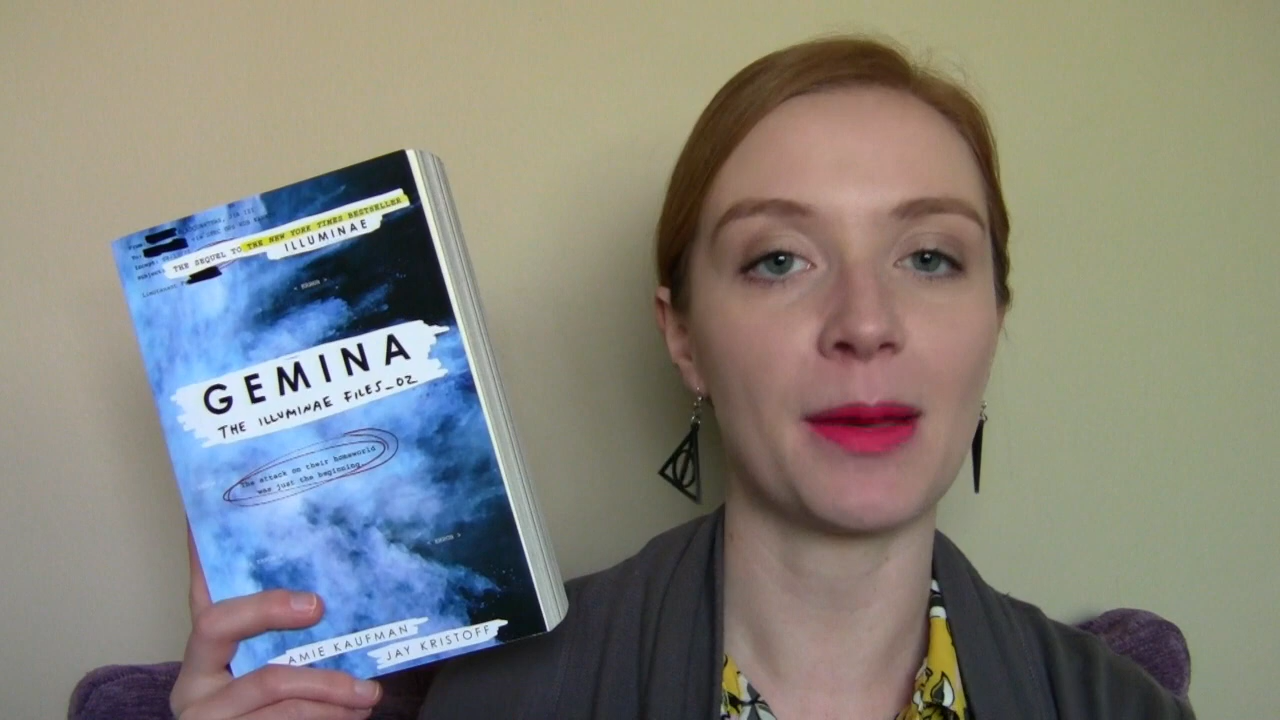 THE SEQUEL TO THE NEW YORK TIMES BESTSELLER
ILLUMINAE
GEMINA
THE ILLUMINAE FILES_02
The attack on their homeworld
was just the beginning
AMIE KAUFMAN
JAY KRISTOFF